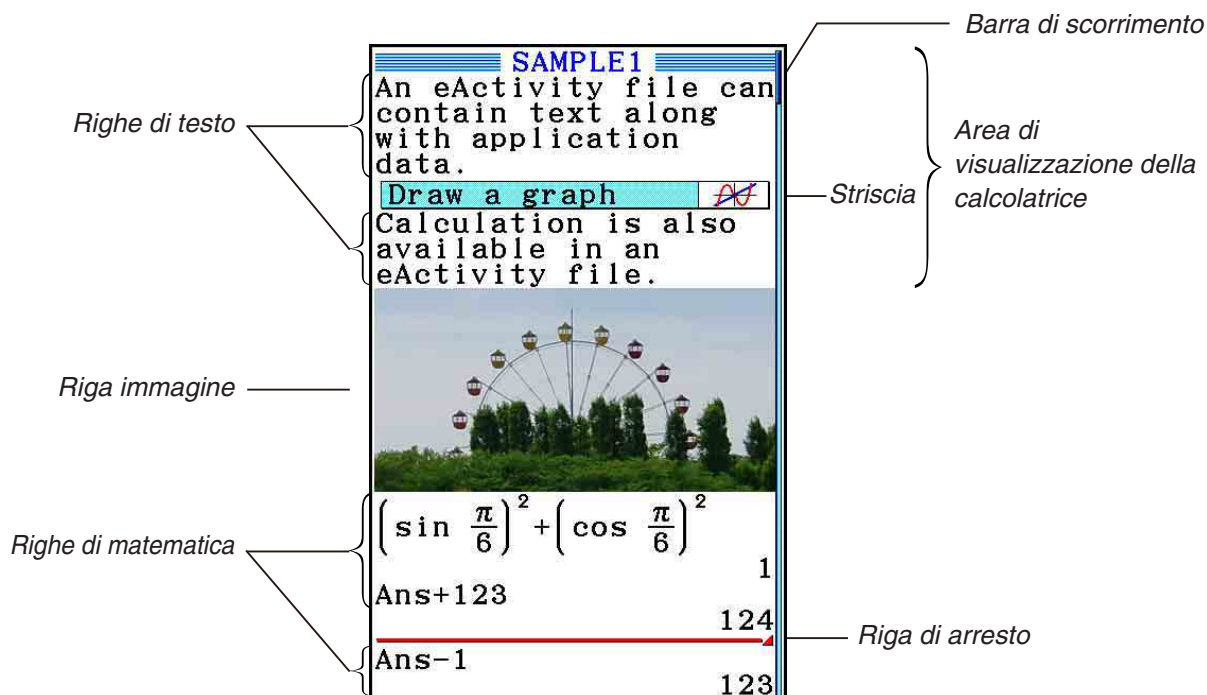 Barra di scorrimento
SAMPLE1
An eActivity file can
contain text along
with application
data.
Righe di testo
Area di
visualizzazione della
calcolatrice
Draw a graph
Striscia
Calculation is also
available in an
eActivity file.
Riga immagine
(sin π/6)²+(cos π/6)²
1
Righe di matematica
Ans+123
124
Riga di arresto
Ans−1
123